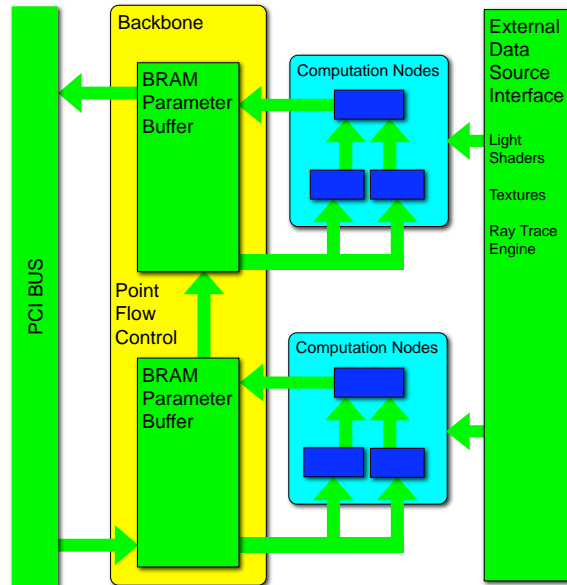 Backbone
BRAM
Parameter
Buffer
Computation Nodes
External
Data
Source
Interface
Light
Shaders
Textures
Ray Trace
Engine
PCI BUS
Point
Flow
Control
BRAM
Parameter
Buffer
Computation Nodes